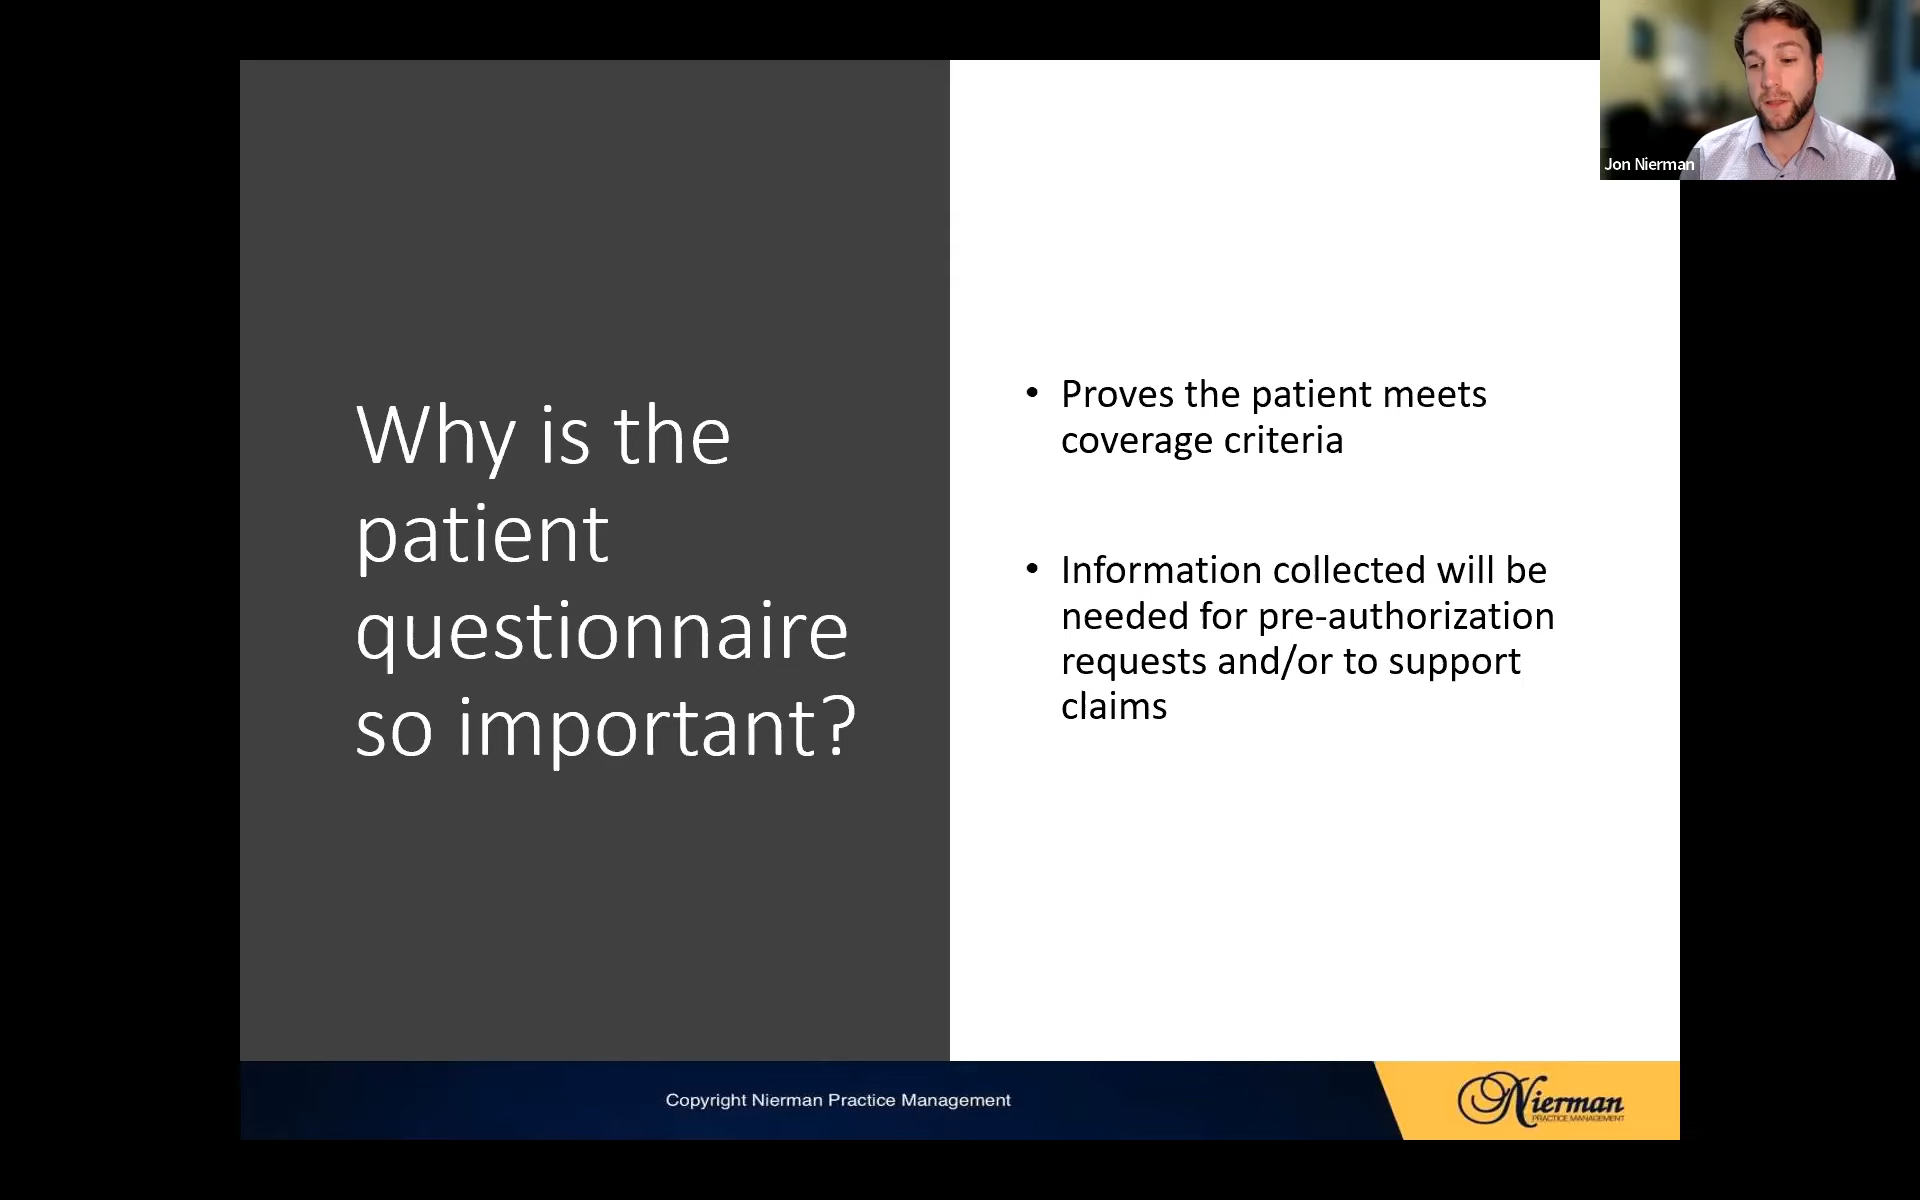 Jon Nierman
Why is the
patient
questionnaire
so important?
• Proves the patient meets
coverage criteria
• Information collected will be
needed for pre-authorization
requests and/or to support
claims
Copyright Nierman Practice Management
Nierman
PRACTICE MANAGEMENT